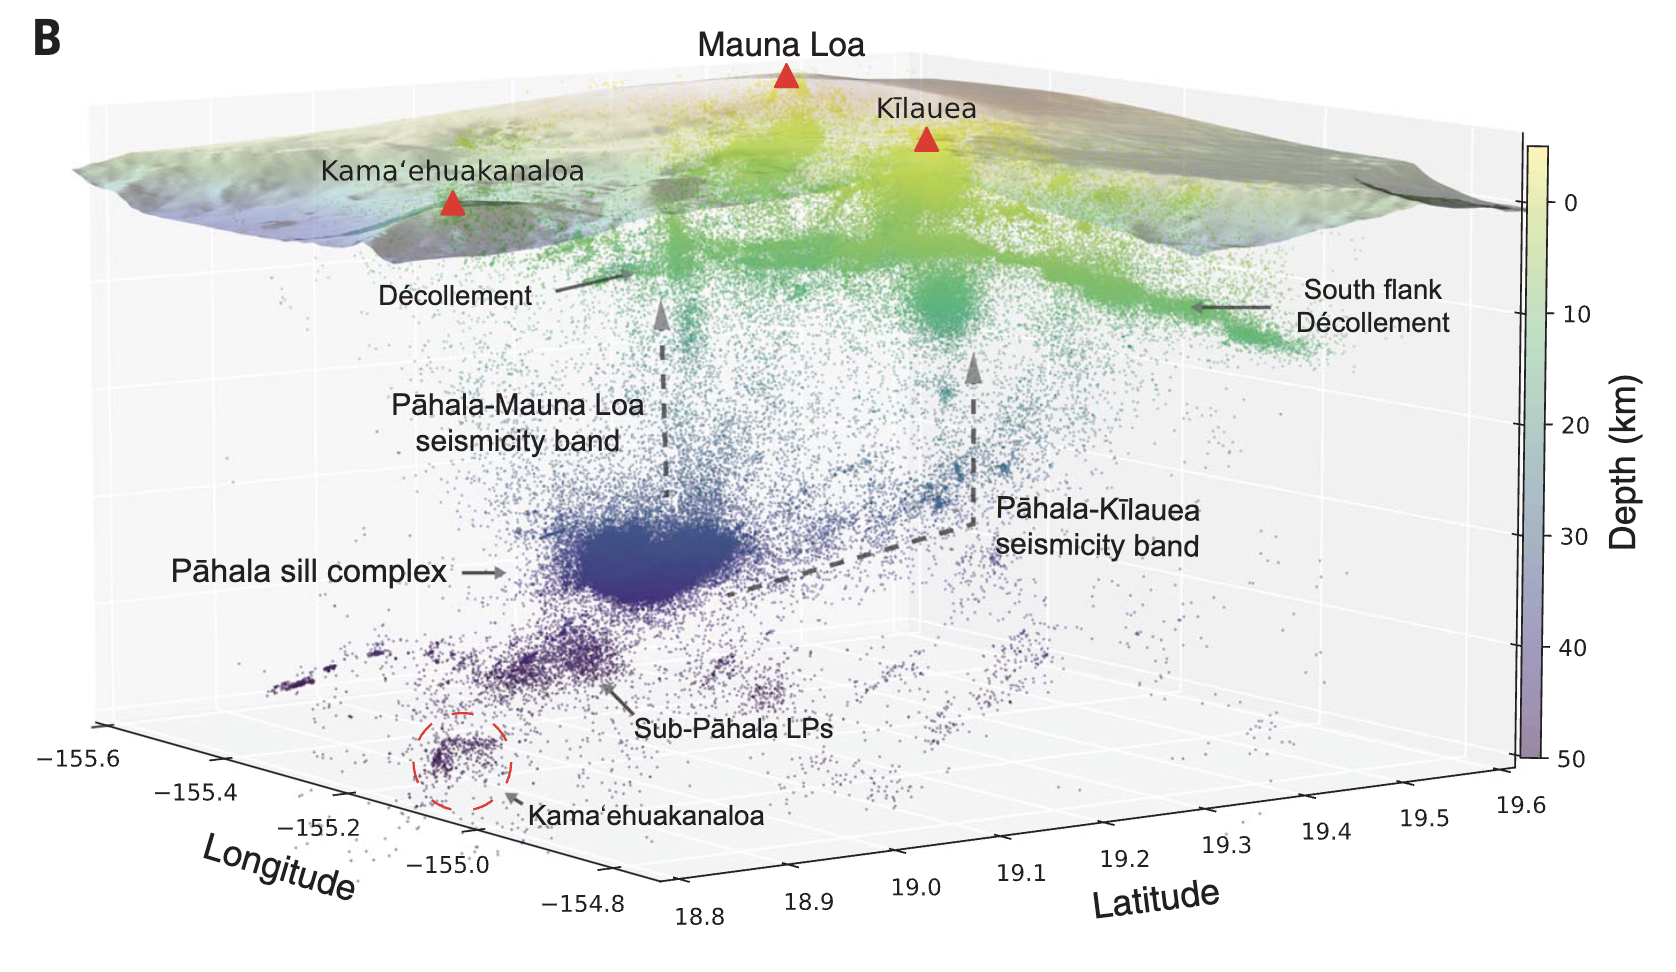 B
Mauna Loa
Kīlauea
Kamaʻehuakanaloa
Décollement
South flank
Décollement
Pāhala-Mauna Loa
seismicity band
Pāhala-Kīlauea
seismicity band
Pāhala sill complex
Sub-Pāhala LPs
Kamaʻehuakanaloa
0
10
20
30
40
50
Depth (km)
−155.6
−155.4
−155.2
−155.0
−154.8
Longitude
18.8
18.9
19.0
19.1
19.2
19.3
19.4
19.5
19.6
Latitude